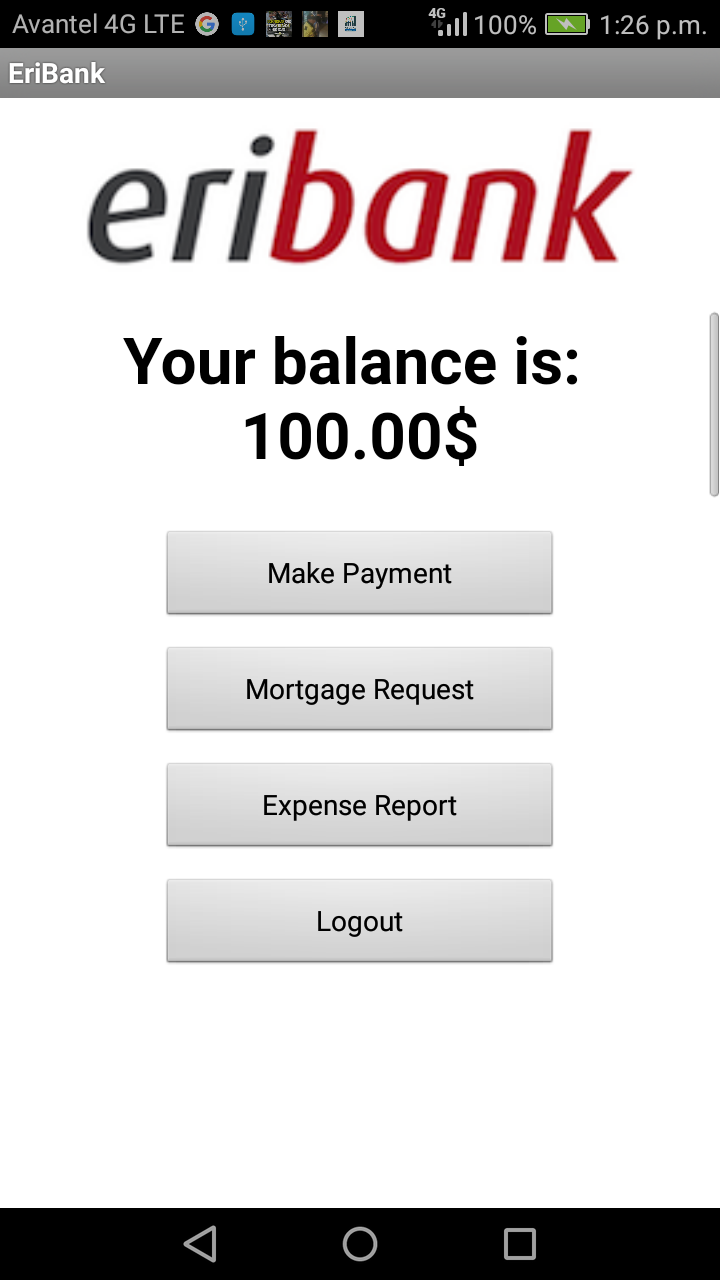 Avantel 4G LTE 4G 100% 1:26 p.m.
EriBank
eribank
Your balance is:
100.00$
Make Payment
Mortgage Request
Expense Report
Logout